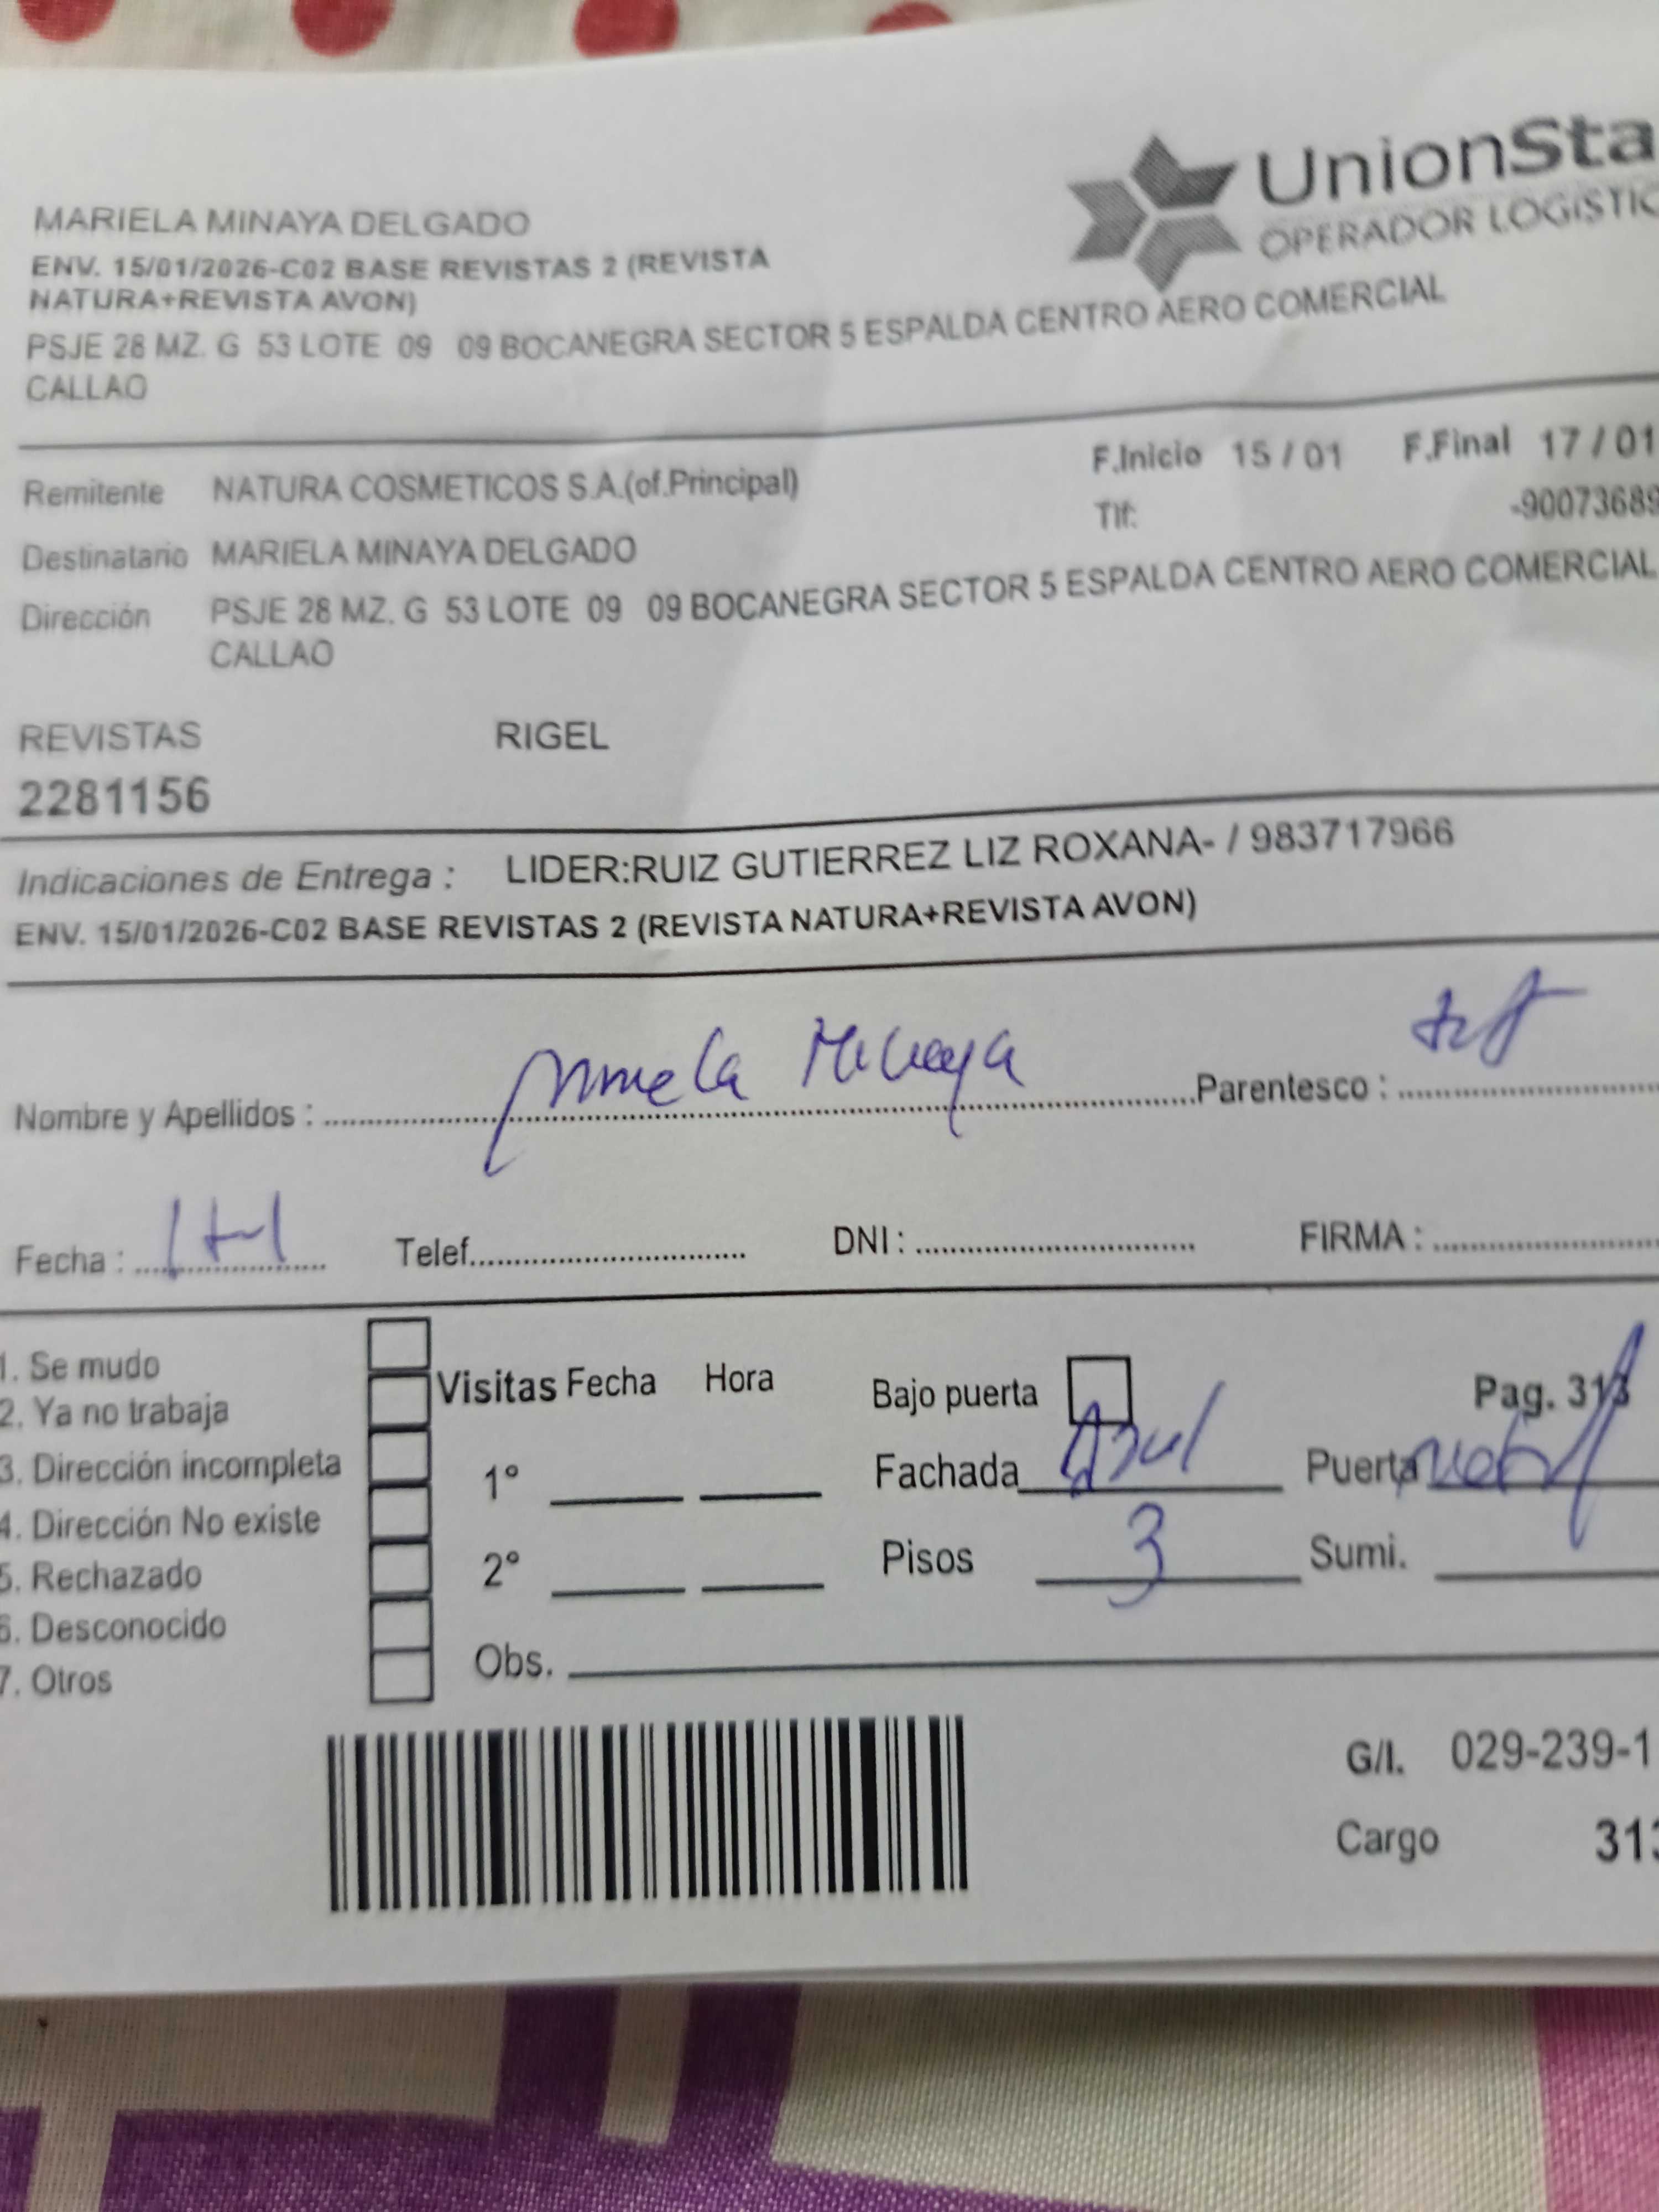 UnionSta
OPERADOR LOGISTIC
MARIELA MINAYA DELGADO
ENV. 15/01/2026-C02 BASE REVISTAS 2 (REVISTA
NATURA+REVISTA AVON)
PSJE 28 MZ. G 53 LOTE 09 09 BOCANEGRA SECTOR 5 ESPALDA CENTRO AERO COMERCIAL
CALLAO
Remitente NATURA COSMETICOS S.A.(of.Principal) F.Inicio 15 / 01 F.Final 17 / 01
Tlf: -90073689
Destinatario MARIELA MINAYA DELGADO
Dirección PSJE 28 MZ. G 53 LOTE 09 09 BOCANEGRA SECTOR 5 ESPALDA CENTRO AERO COMERCIAL
CALLAO
REVISTAS RIGEL
2281156
Indicaciones de Entrega : LIDER:RUIZ GUTIERREZ LIZ ROXANA- / 983717966
ENV. 15/01/2026-C02 BASE REVISTAS 2 (REVISTA NATURA+REVISTA AVON)
Nombre y Apellidos : Mariela Minaya Parentesco :
Fecha : Telef. DNI : FIRMA :
1. Se mudo
2. Ya no trabaja
3. Dirección incompleta
4. Dirección No existe
5. Rechazado
6. Desconocido
7. Otros
Visitas Fecha Hora
1°
2°
Obs.
Bajo puerta Pag. 313
Fachada Azul Puerta
Pisos 3 Sumi.
G/I. 029-239-1
Cargo 313